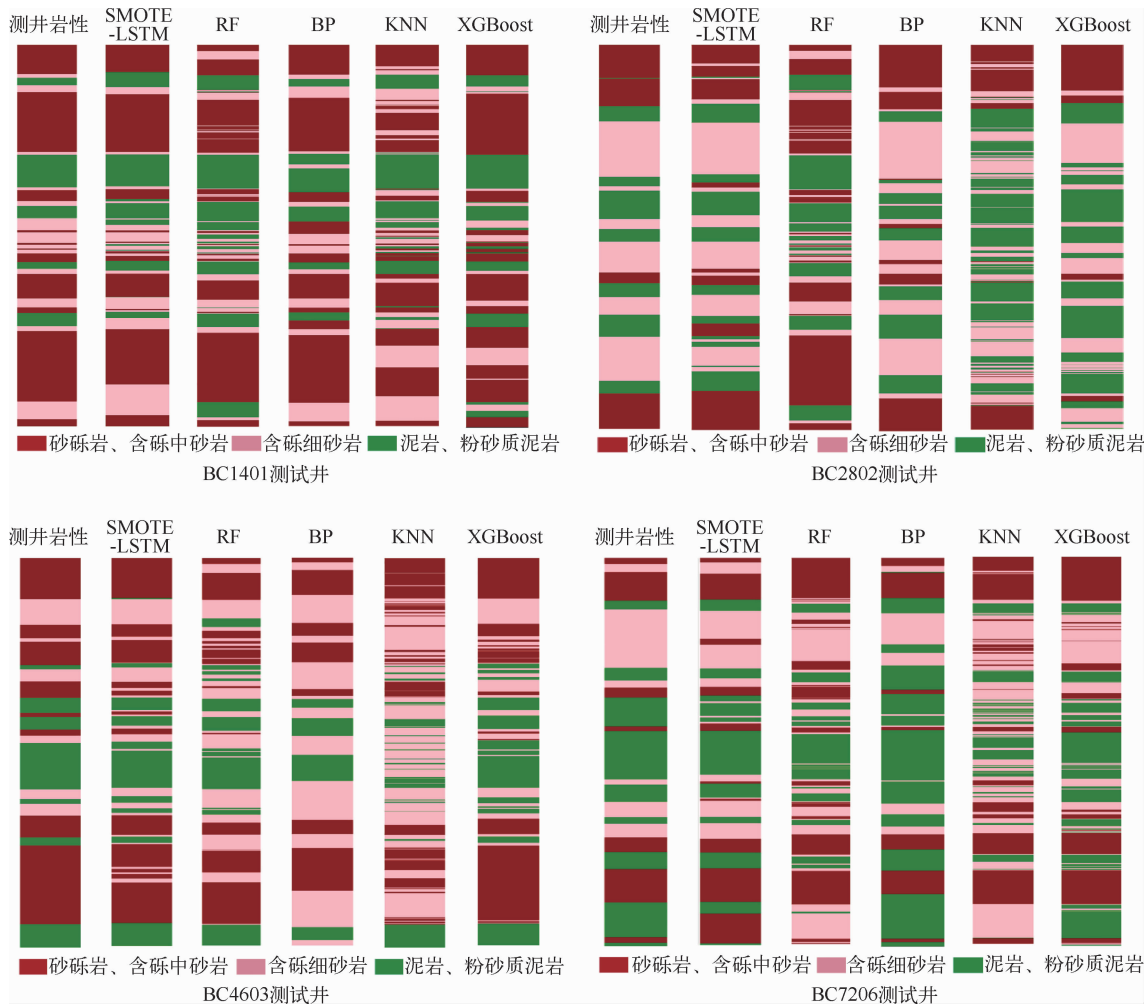 测井岩性 SMOTE-LSTM RF BP KNN XGBoost
砂砾岩、含砾中砂岩 含砾细砂岩 泥岩、粉砂质泥岩
BC1401测试井
测井岩性 SMOTE-LSTM RF BP KNN XGBoost
砂砾岩、含砾中砂岩 含砾细砂岩 泥岩、粉砂质泥岩
BC2802测试井
测井岩性 SMOTE-LSTM RF BP KNN XGBoost
砂砾岩、含砾中砂岩 含砾细砂岩 泥岩、粉砂质泥岩
BC4603测试井
测井岩性 SMOTE-LSTM RF BP KNN XGBoost
砂砾岩、含砾中砂岩 含砾细砂岩 泥岩、粉砂质泥岩
BC7206测试井